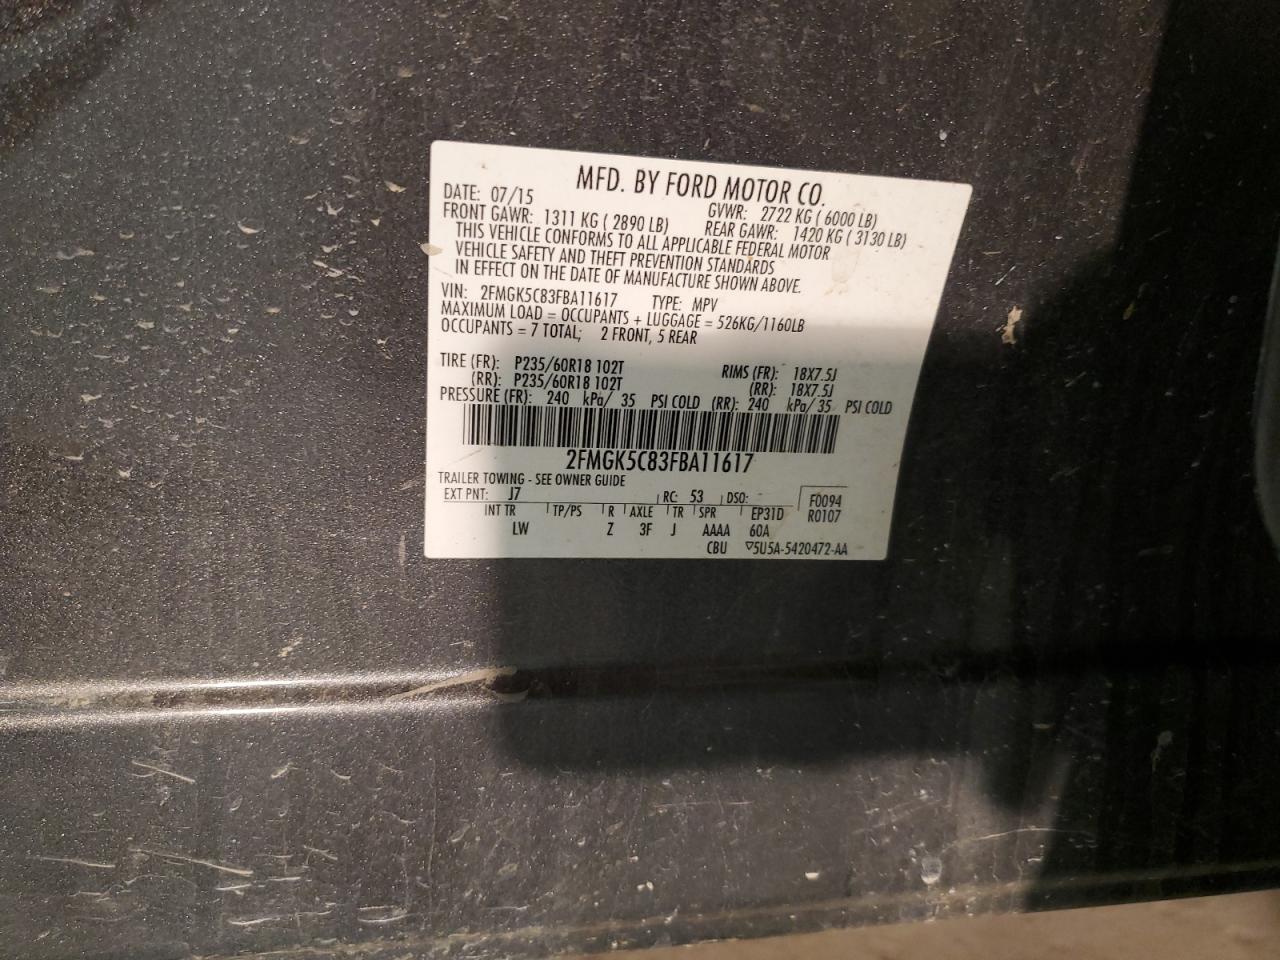 MFD. BY FORD MOTOR CO.
DATE: 07/15 GVWR: 2722 KG ( 6000 LB)
FRONT GAWR: 1311 KG ( 2890 LB) REAR GAWR: 1420 KG ( 3130 LB)
THIS VEHICLE CONFORMS TO ALL APPLICABLE FEDERAL MOTOR
VEHICLE SAFETY AND THEFT PREVENTION STANDARDS
IN EFFECT ON THE DATE OF MANUFACTURE SHOWN ABOVE.
VIN: 2FMGK5C83FBA11617 TYPE: MPV
MAXIMUM LOAD = OCCUPANTS + LUGGAGE = 526KG/1160LB
OCCUPANTS = 7 TOTAL; 2 FRONT, 5 REAR
TIRE (FR): P235/60R18 102T RIMS (FR): 18X7.5J
(RR): P235/60R18 102T (RR): 18X7.5J
PRESSURE (FR): 240 kPa/ 35 PSI COLD (RR): 240 kPa/ 35 PSI COLD
2FMGK5C83FBA11617
TRAILER TOWING - SEE OWNER GUIDE
EXT PNT: J7 RC: 53 DSO: F0094
INT TR TP/PS R AXLE TR SPR EP31D R0107
LW Z 3F J AAAA 60A
CBU ▽5U5A-5420472-AA